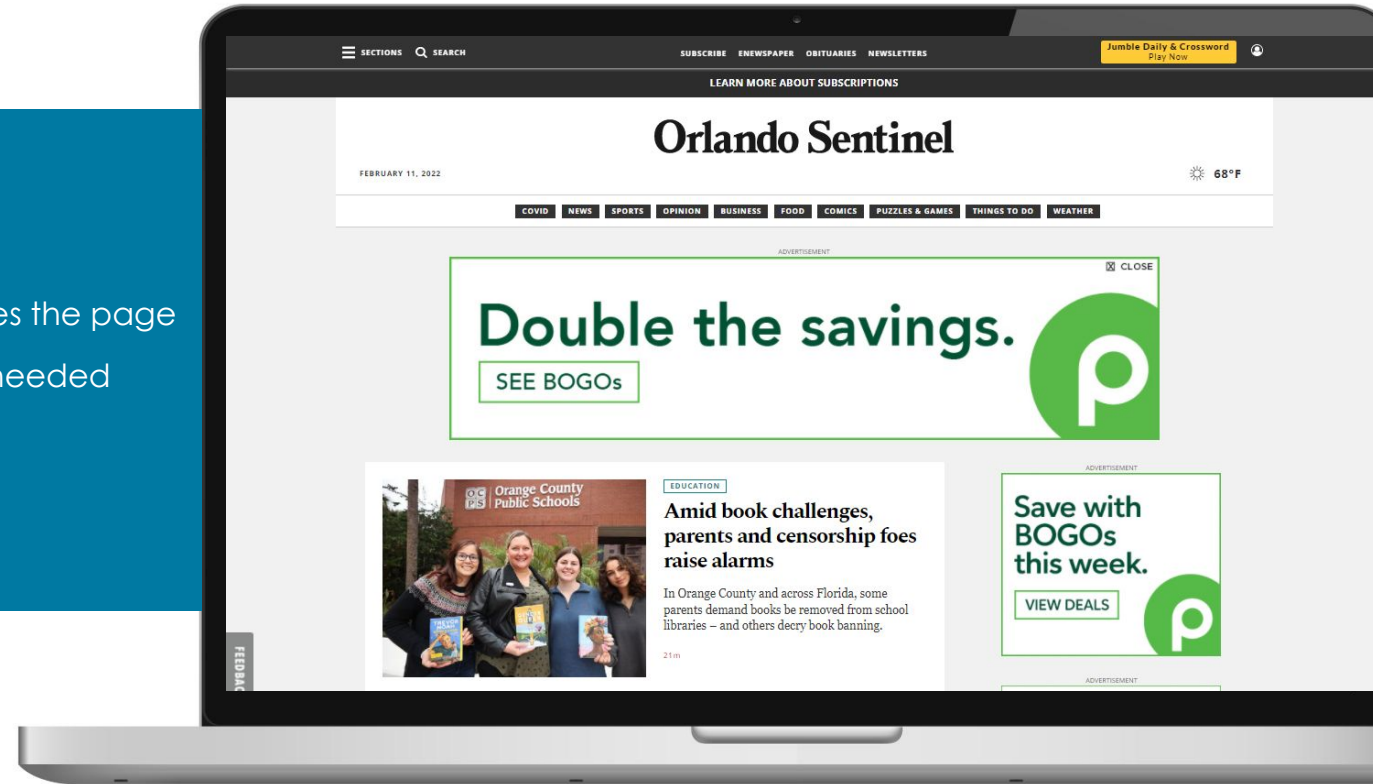 es the page
needed
SECTIONS SEARCH
SUBSCRIBE ENEWSPAPER OBITUARIES NEWSLETTERS
Jumble Daily & Crossword
Play Now
LEARN MORE ABOUT SUBSCRIPTIONS
Orlando Sentinel
FEBRUARY 11, 2022
68°F
COVID NEWS SPORTS OPINION BUSINESS FOOD COMICS PUZZLES & GAMES THINGS TO DO WEATHER
ADVERTISEMENT
CLOSE
Double the savings.
SEE BOGOs
p
OC Orange County
PS Public Schools
EDUCATION
Amid book challenges,
parents and censorship foes
raise alarms
In Orange County and across Florida, some
parents demand books be removed from school
libraries – and others decry book banning.
21m
ADVERTISEMENT
Save with
BOGOs
this week.
VIEW DEALS
p
ADVERTISEMENT
FEEDBAC
TREVOR
NOAH